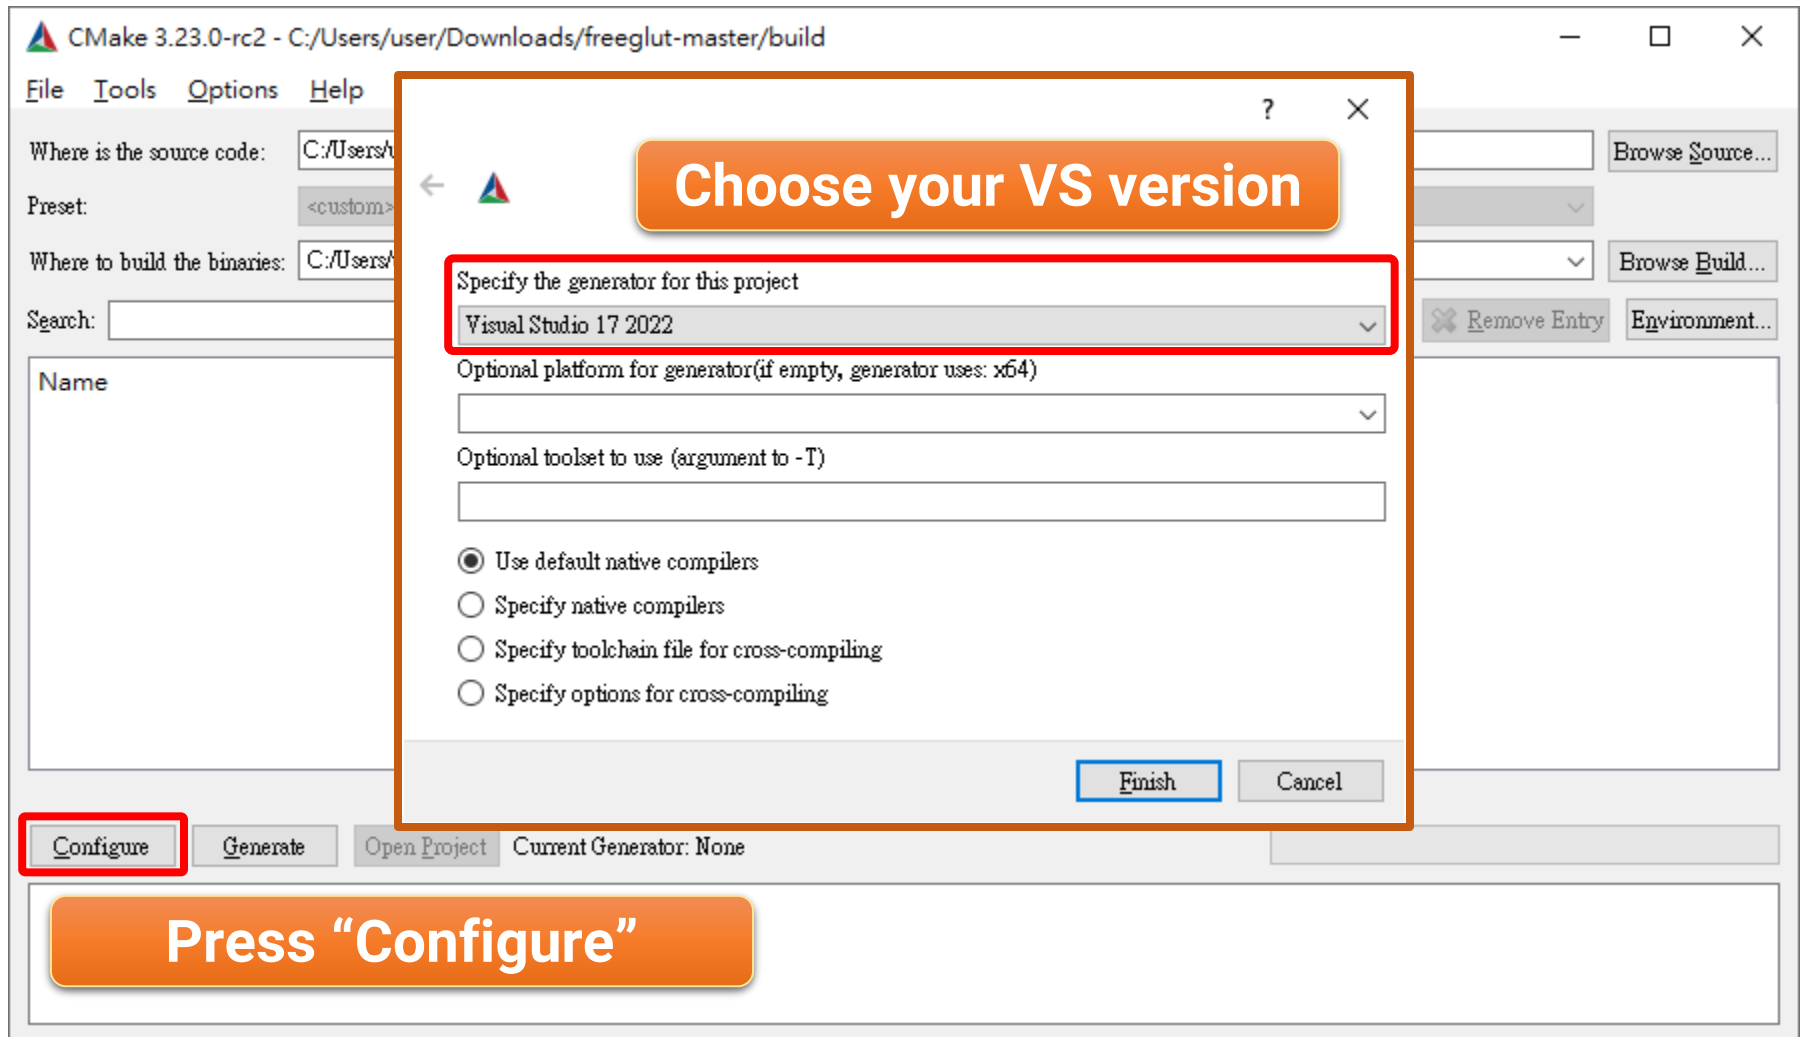 CMake 3.23.0-rc2 - C:/Users/user/Downloads/freeglut-master/build
File Tools Options Help
?
Where is the source code: C:/Users/u
Browse Source...
Choose your VS version
Preset: <custom>
Where to build the binaries: C:/Users/
Browse Build...
Specify the generator for this project
Search:
Visual Studio 17 2022
Remove Entry Environment...
Optional platform for generator(if empty, generator uses: x64)
Name
Optional toolset to use (argument to -T)
Use default native compilers
Specify native compilers
Specify toolchain file for cross-compiling
Specify options for cross-compiling
Finish Cancel
Configure Generate Open Project Current Generator: None
Press “Configure”